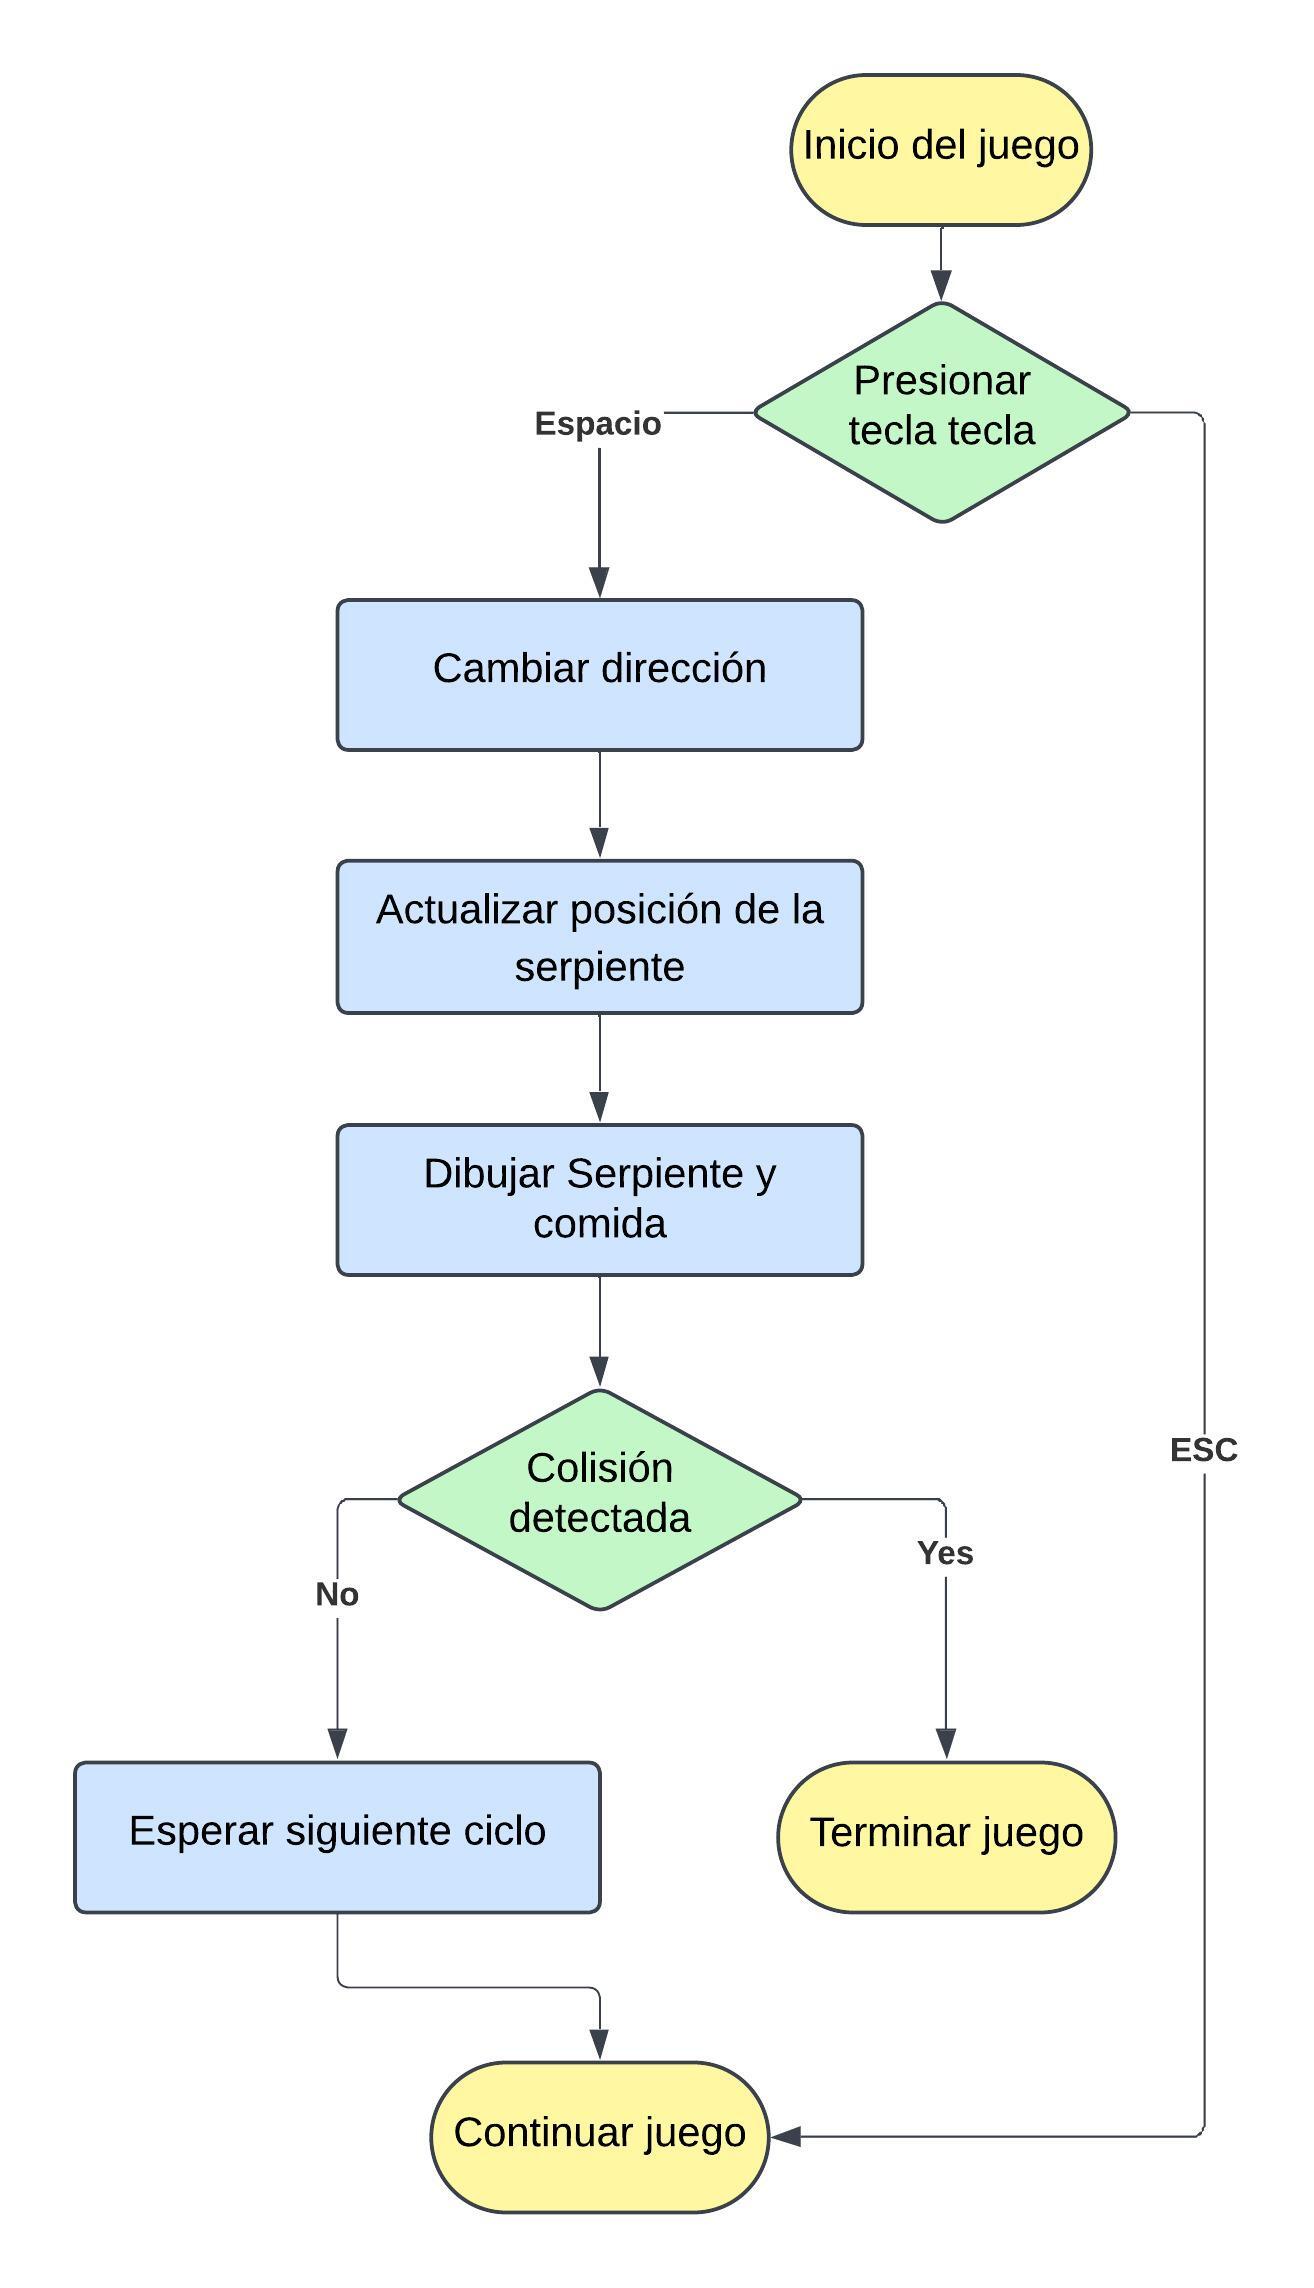 Inicio del juego
Presionar
tecla tecla
Espacio
Cambiar dirección
Actualizar posición de la
serpiente
Dibujar Serpiente y
comida
Colisión
detectada
ESC
Yes
No
Esperar siguiente ciclo
Terminar juego
Continuar juego